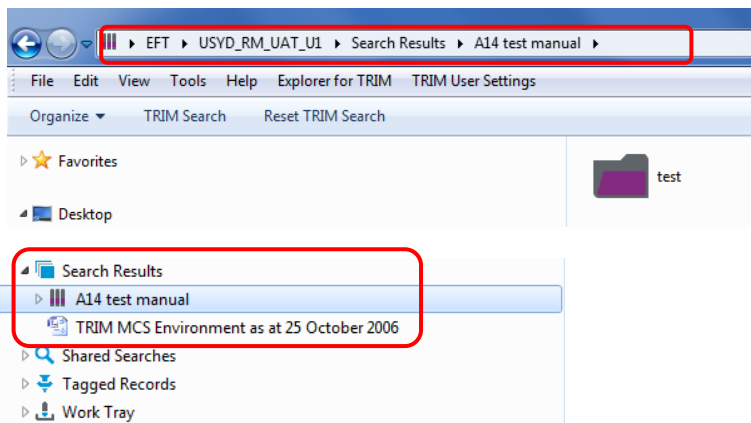 EFT USYD_RM_UAT_U1 Search Results A14 test manual
File Edit View Tools Help Explorer for TRIM TRIM User Settings
Organize TRIM Search Reset TRIM Search
Favorites
test
Desktop
Search Results
A14 test manual
TRIM MCS Environment as at 25 October 2006
Shared Searches
Tagged Records
Work Tray